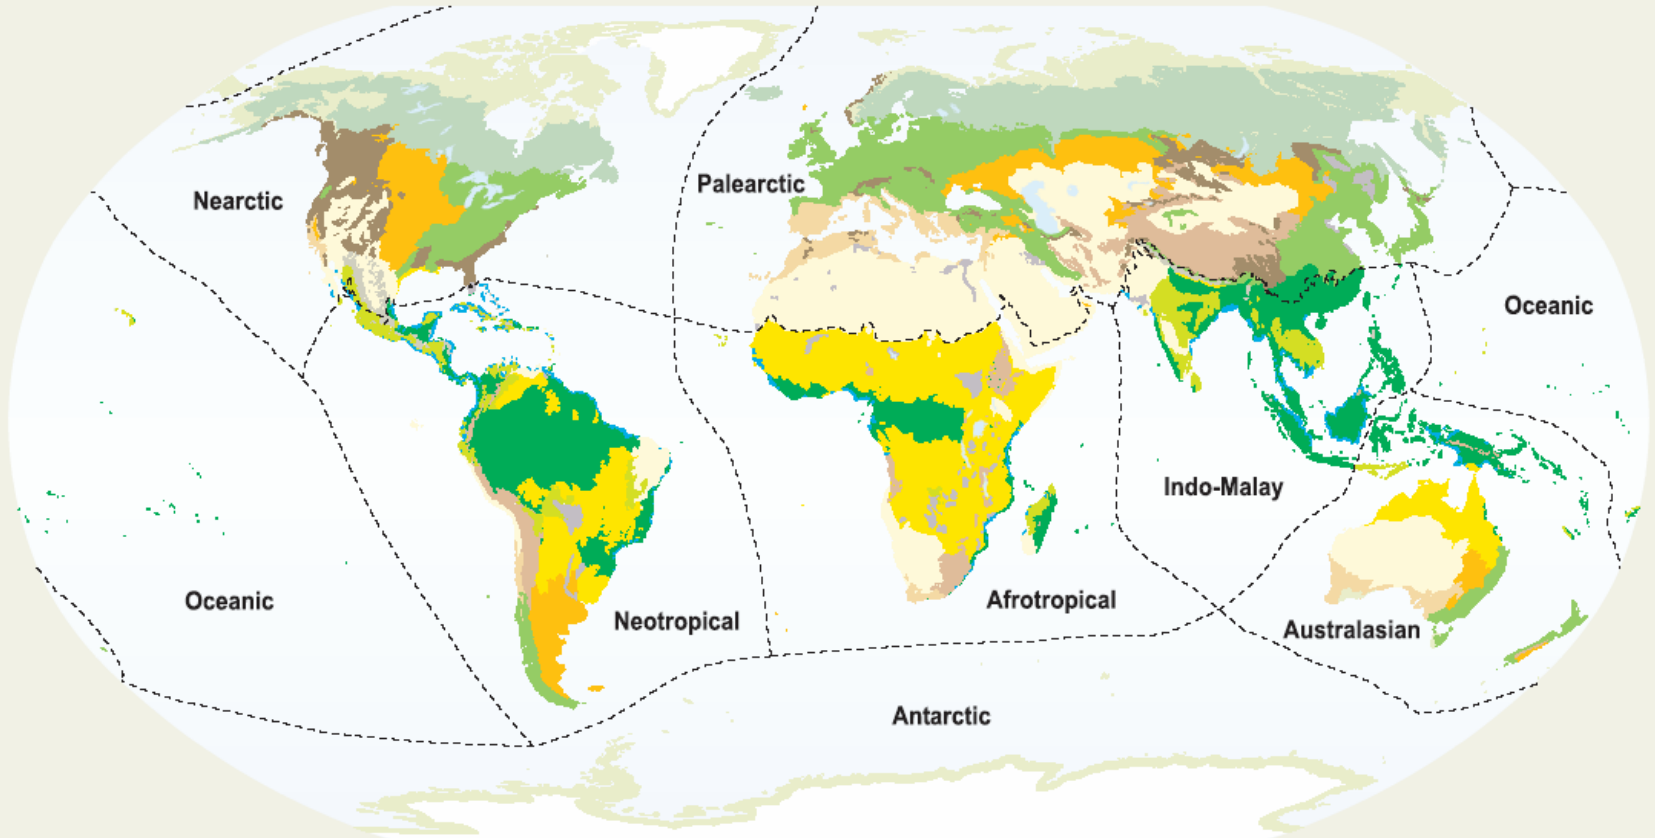 Palearctic
Nearctic
Oceanic
Indo-Malay
Oceanic
Afrotropical
Neotropical
Australasian
Antarctic